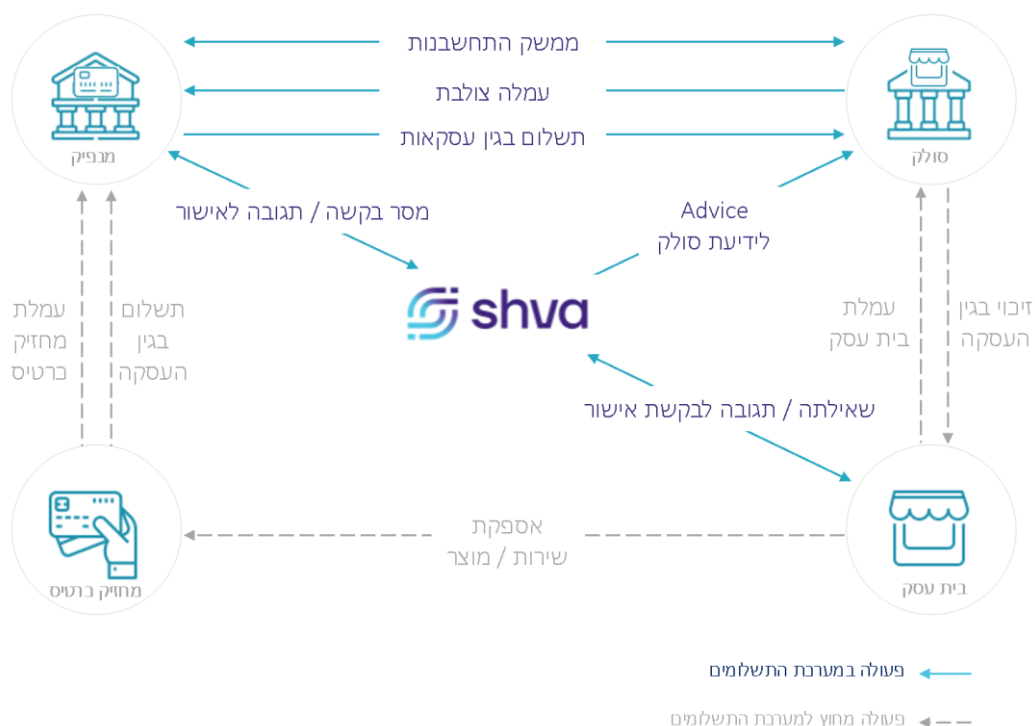 ממשק התחשבנות
עמלה צולבת
תשלום בגין עסקאות
סולק
מנפיק
Advice
לידיעת סולק
מסר בקשה / תגובה לאישור
shva
זיכוי בגין
העסקה
עמלת
בית עסק
תשלום
בגין
העסקה
עמלת
מחזיק
כרטיס
שאילתה / תגובה לבקשת אישור
אספקת
שירות / מוצר
בית עסק
מחזיק כרטיס
פעולה במערכת התשלומים
פעולה מחוץ למערכת התשלומים